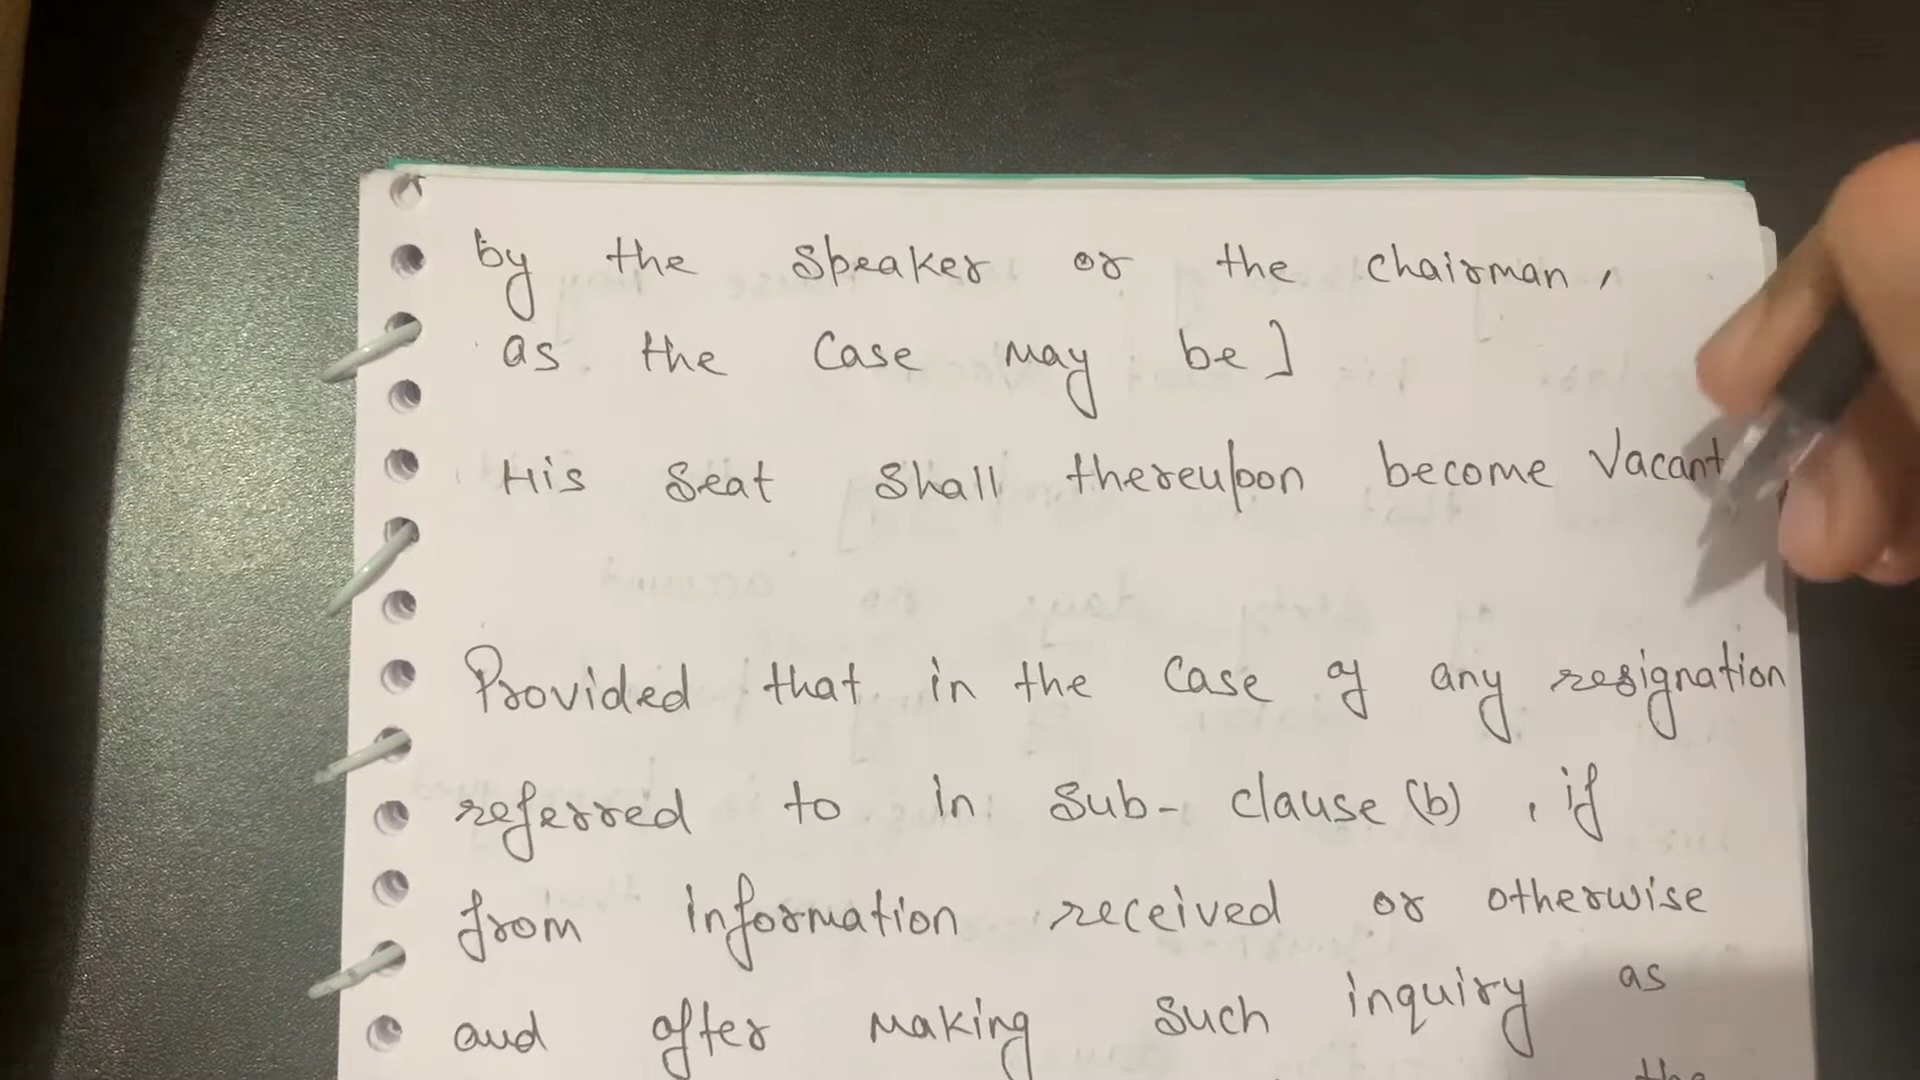 by the Speaker or the chairman,
as the Case may be]
His Seat Shall thereupon become Vacant
Provided that in the Case of any resignation
referred to in Sub- clause (b) , if
from information received or otherwise
and after making Such inquiry as
the